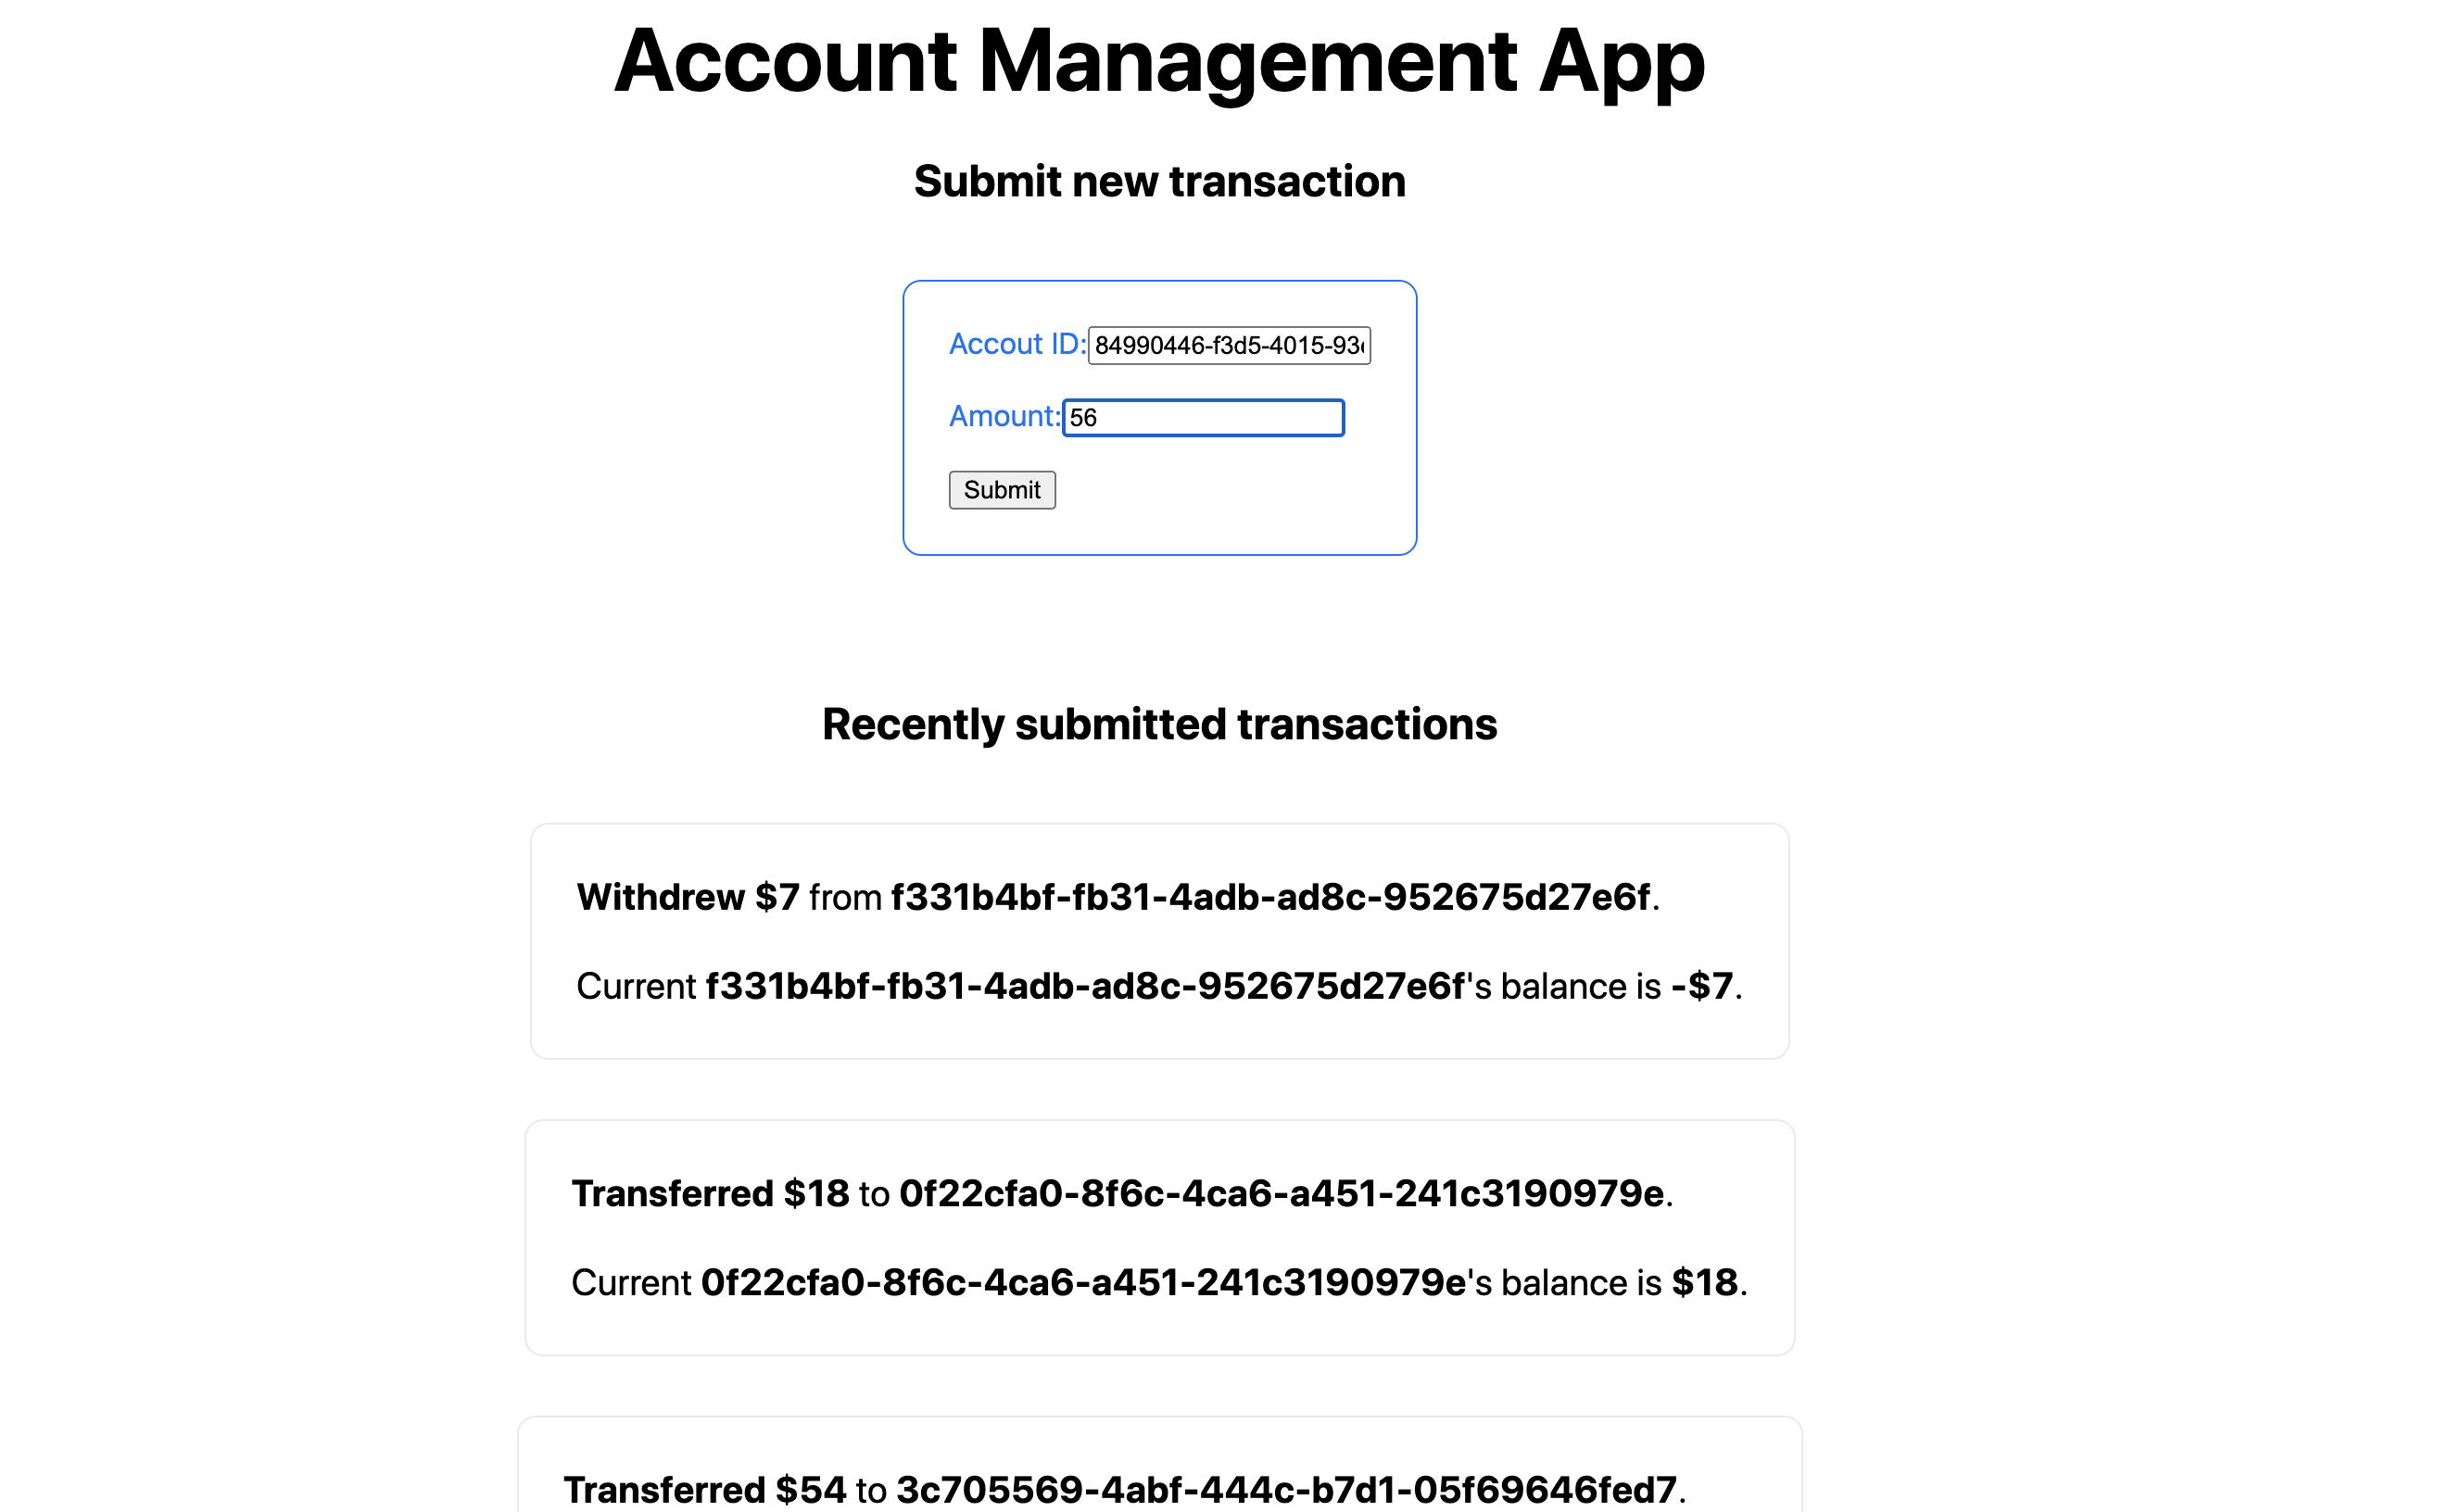 Account Management App
Submit new transaction
Accout ID: 84990446-f3d5-4015-93
Amount: 56
Submit
Recently submitted transactions
Withdrew $7 from f331b4bf-fb31-4adb-ad8c-952675d27e6f.
Current f331b4bf-fb31-4adb-ad8c-952675d27e6f's balance is -$7.
Transferred $18 to 0f22cfa0-8f6c-4ca6-a451-241c3190979e.
Current 0f22cfa0-8f6c-4ca6-a451-241c3190979e's balance is $18.
Transferred $54 to 3c705569-4abf-444c-b7d1-05f69646fed7.